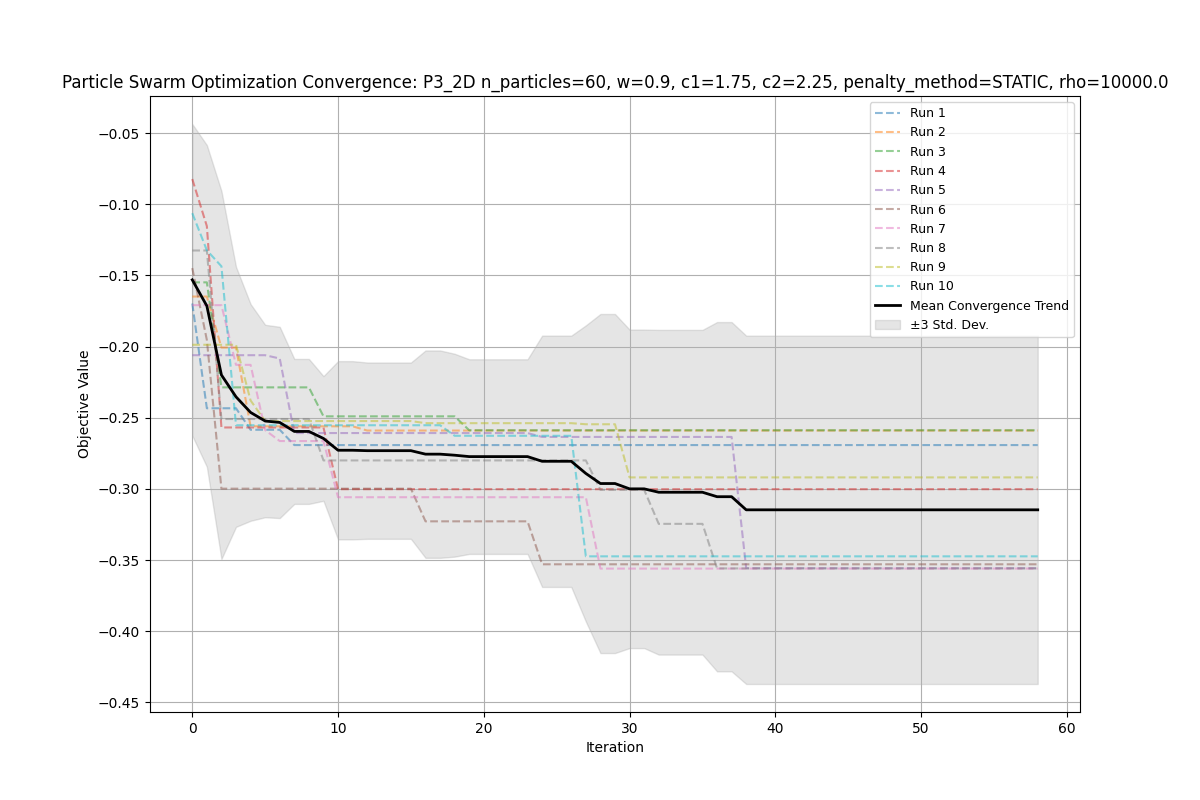 Particle Swarm Optimization Convergence: P3_2D n_particles=60, w=0.9, c1=1.75, c2=2.25, penalty_method=STATIC, rho=10000.0
Run 1
Run 2
Run 3
Run 4
Run 5
Run 6
Run 7
Run 8
Run 9
Run 10
Mean Convergence Trend
±3 Std. Dev.
Objective Value
−0.05
−0.10
−0.15
−0.20
−0.25
−0.30
−0.35
−0.40
−0.45
0 10 20 30 40 50 60
Iteration